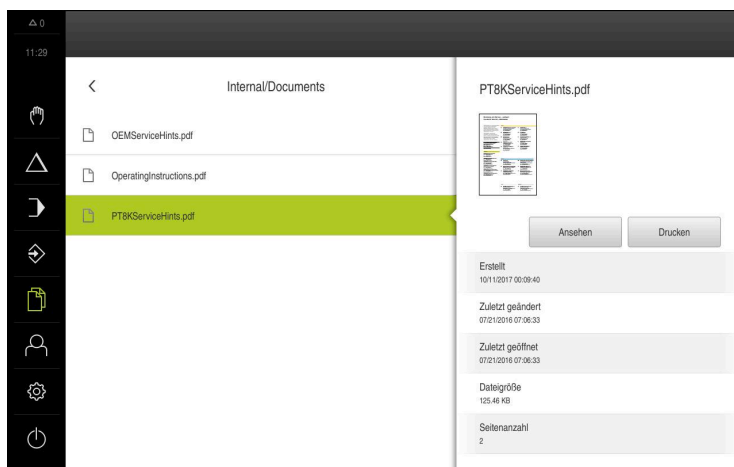 0
11:29
Internal/Documents
OEMServiceHints.pdf
OperatingInstructions.pdf
PT8KServiceHints.pdf
PT8KServiceHints.pdf
Ansehen
Drucken
Erstellt
10/11/2017 00:09:40
Zuletzt geändert
07/21/2016 07:06:33
Zuletzt geöffnet
07/21/2016 07:06:33
Dateigröße
125.46 KB
Seitenanzahl
2